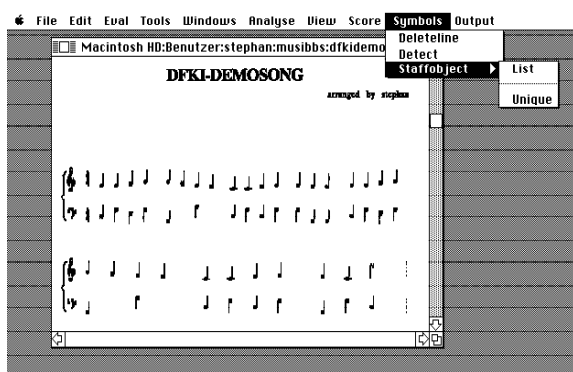 File Edit Eval Tools Windows Analyse View Score Symbols Output
Macintosh HD:Benutzer:stephan:musibbs:dfkidemo
Deleteline
Detect
Staffobject
List
Unique
DFKI-DEMOSONG
arranged by stephan